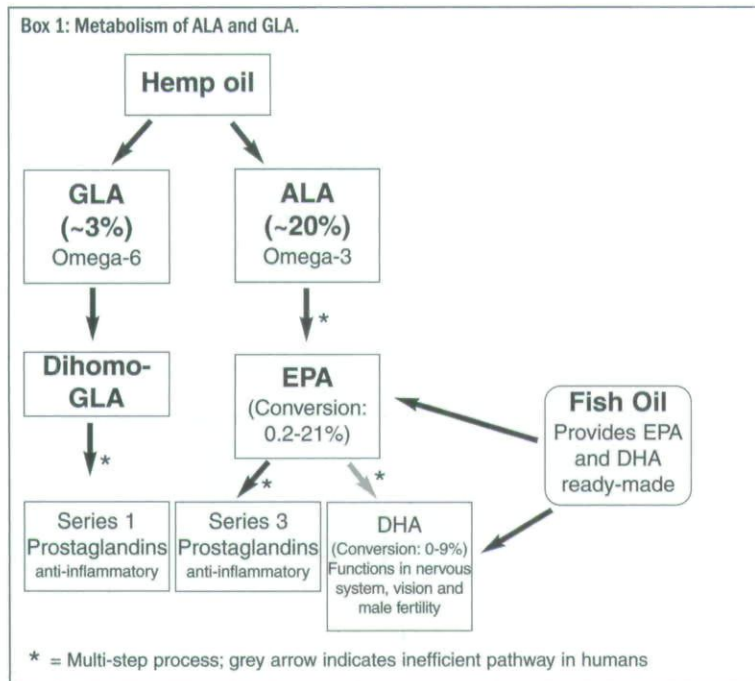 Box 1: Metabolism of ALA and GLA.
Hemp oil
GLA
(~3%)
Omega-6
ALA
(~20%)
Omega-3
*
Dihomo-
GLA
EPA
(Conversion:
0.2-21%)
Fish Oil
Provides EPA
and DHA
ready-made
*
*
*
Series 1
Prostaglandins
anti-inflammatory
Series 3
Prostaglandins
anti-inflammatory
DHA
(Conversion: 0-9%)
Functions in nervous
system, vision and
male fertility
* = Multi-step process; grey arrow indicates inefficient pathway in humans